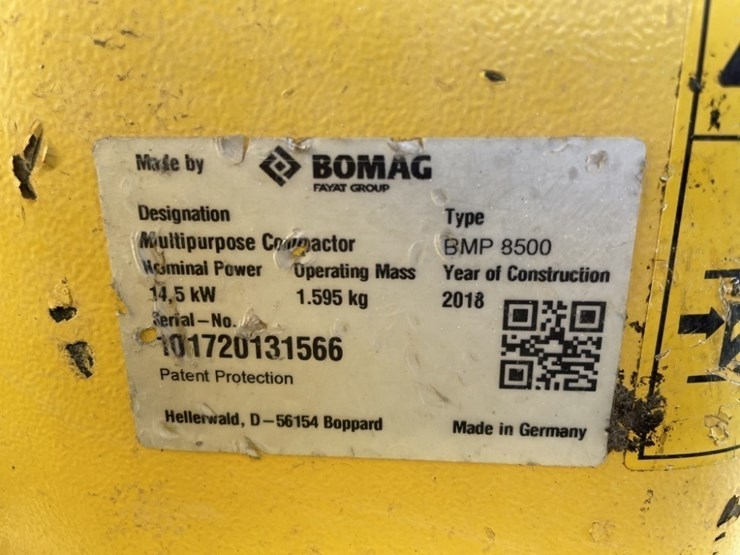 Made by
BOMAG
FAYAT GROUP
Designation
Type
Multipurpose Compactor
BMP 8500
Nominal Power Operating Mass Year of Construction
14,5 kW 1.595 kg 2018
Serial-No.
101720131566
Patent Protection
Hellerwald, D-56154 Boppard
Made in Germany